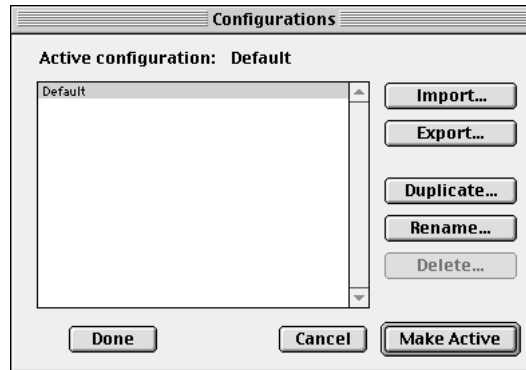 Configurations
Active configuration: Default
Default
Import...
Export...
Duplicate...
Rename...
Delete...
Done
Cancel
Make Active